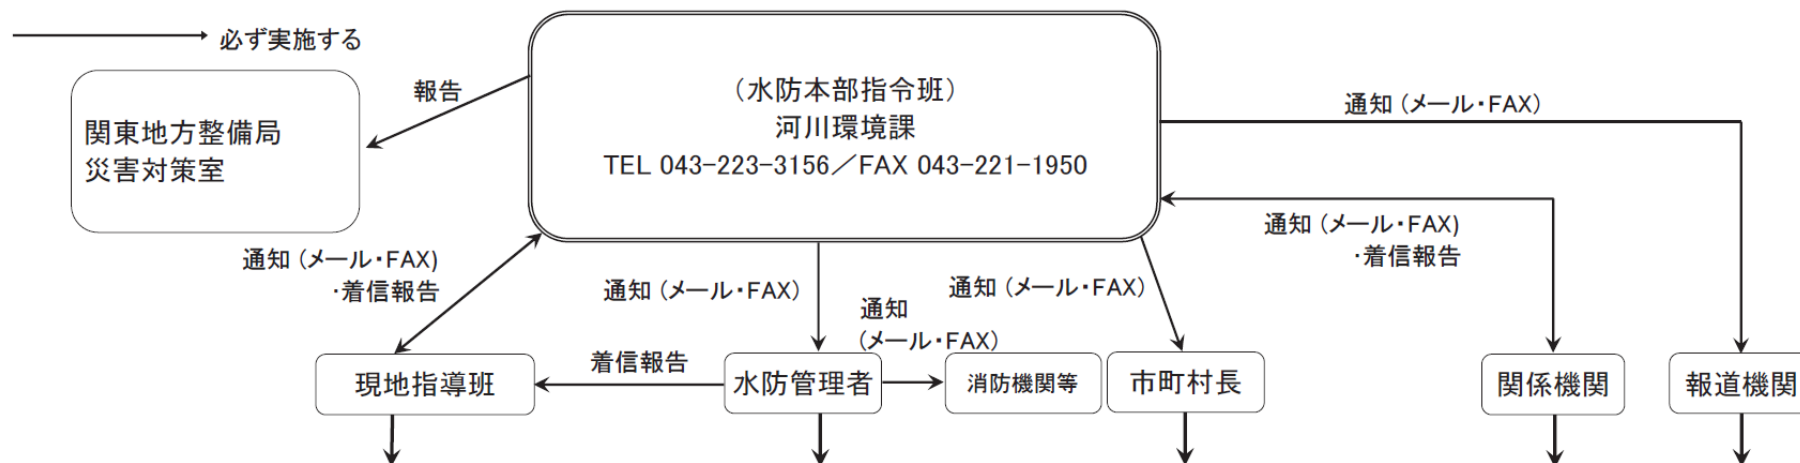 必ず実施する
(水防本部指令班)
河川環境課
TEL 043-223-3156/FAX 043-221-1950
報告
関東地方整備局
災害対策室
通知(メール・FAX)
通知(メール・FAX)
・着信報告
通知(メール・FAX)
・着信報告
通知(メール・FAX)
通知
(メール・FAX)
通知(メール・FAX)
着信報告
現地指導班
水防管理者
消防機関等
市町村長
関係機関
報道機関